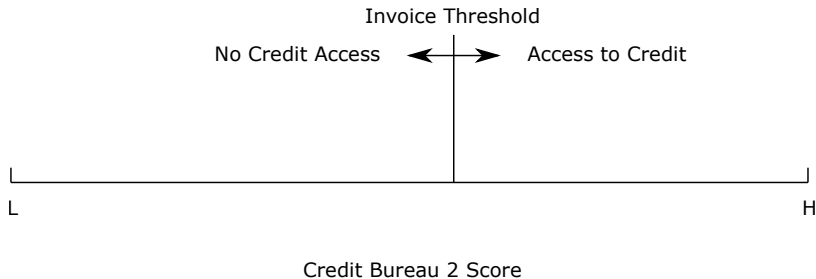 Invoice Threshold
No Credit Access
Access to Credit
L
H
Credit Bureau 2 Score